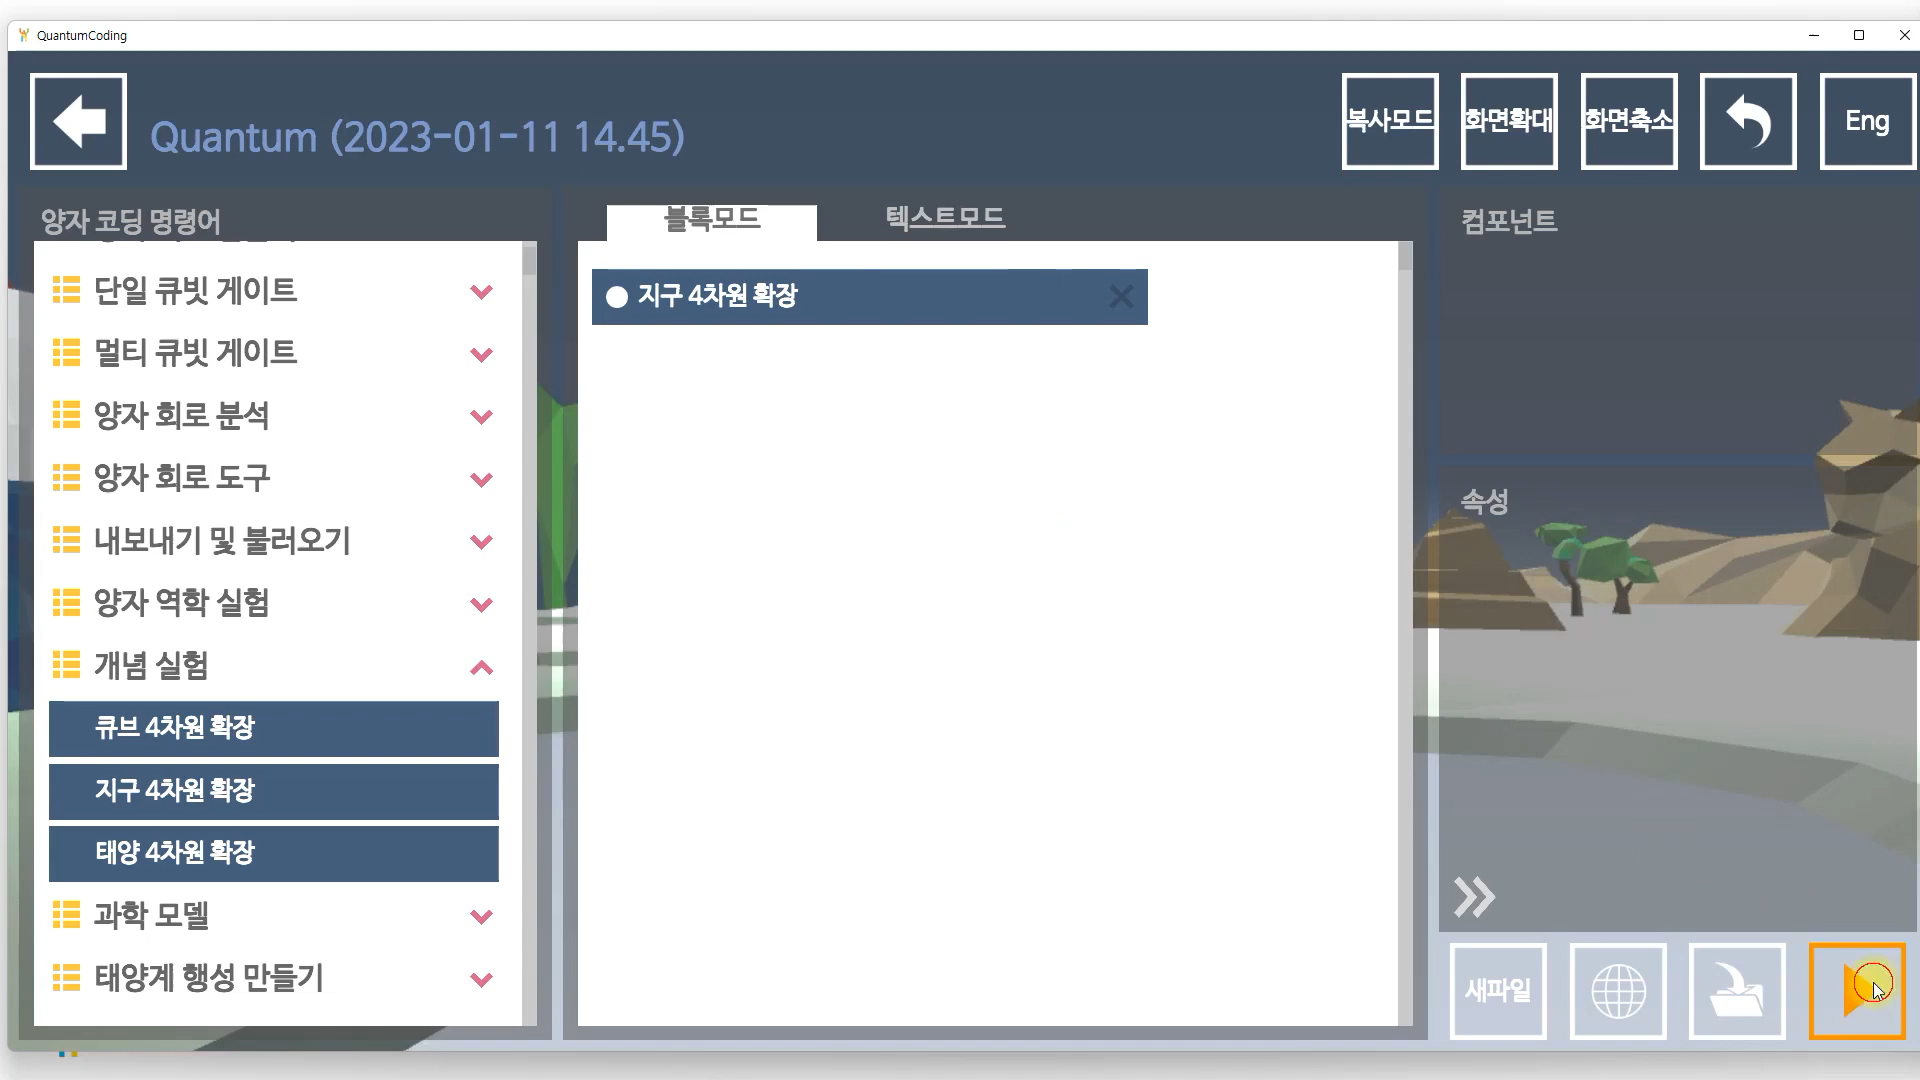 QuantumCoding
Quantum (2023-01-11 14.45)
복사모드
화면확대
화면축소
Eng
양자 코딩 명령어
블록모드
텍스트모드
컴포넌트
단일 큐빗 게이트
멀티 큐빗 게이트
양자 회로 분석
양자 회로 도구
내보내기 및 불러오기
양자 역학 실험
개념 실험
큐브 4차원 확장
지구 4차원 확장
태양 4차원 확장
과학 모델
태양계 행성 만들기
지구 4차원 확장
속성
새파일